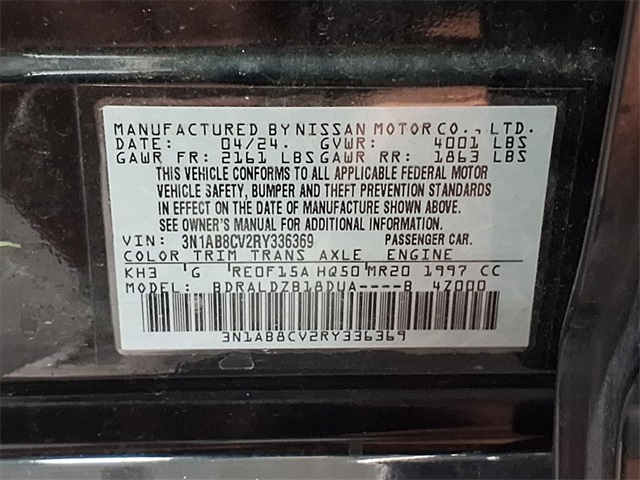 MANUFACTURED BY NISSAN MOTOR CO., LTD.
DATE: 04/24. GVWR: 4001 LBS
GAWR FR: 2161 LBS GAWR RR: 1863 LBS
THIS VEHICLE CONFORMS TO ALL APPLICABLE FEDERAL MOTOR
VEHICLE SAFETY, BUMPER AND THEFT PREVENTION STANDARDS
IN EFFECT ON THE DATE OF MANUFACTURE SHOWN ABOVE.
SEE OWNER'S MANUAL FOR ADDITIONAL INFORMATION.
VIN: 3N1AB8CV2RY336369 PASSENGER CAR.
COLOR TRIM TRANS AXLE ENGINE
KH3 G RE0F15A HQ50 MR20 1997 CC
MODEL: BDRALDZB18DUA----B 4Z000
3N1AB8CV2RY336369